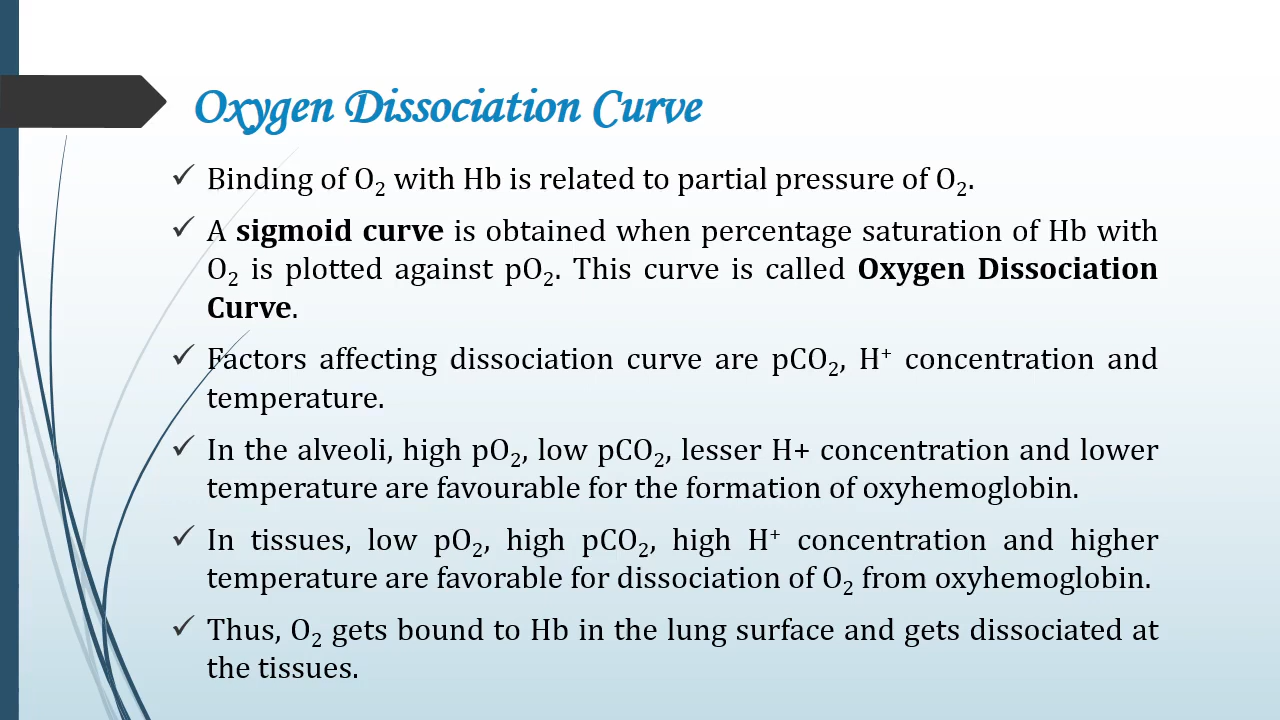 Oxygen Dissociation Curve
✓ Binding of O₂ with Hb is related to partial pressure of O₂.
✓ A sigmoid curve is obtained when percentage saturation of Hb with
O₂ is plotted against pO₂. This curve is called Oxygen Dissociation
Curve.
✓ Factors affecting dissociation curve are pCO₂, H⁺ concentration and
temperature.
✓ In the alveoli, high pO₂, low pCO₂, lesser H+ concentration and lower
temperature are favourable for the formation of oxyhemoglobin.
✓ In tissues, low pO₂, high pCO₂, high H⁺ concentration and higher
temperature are favorable for dissociation of O₂ from oxyhemoglobin.
✓ Thus, O₂ gets bound to Hb in the lung surface and gets dissociated at
the tissues.